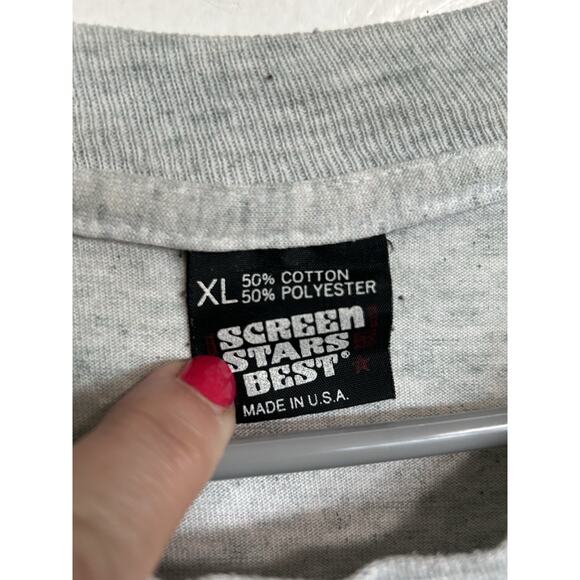 XL 50% COTTON
50% POLYESTER
SCREEN
STARS
BEST®
MADE IN U.S.A.